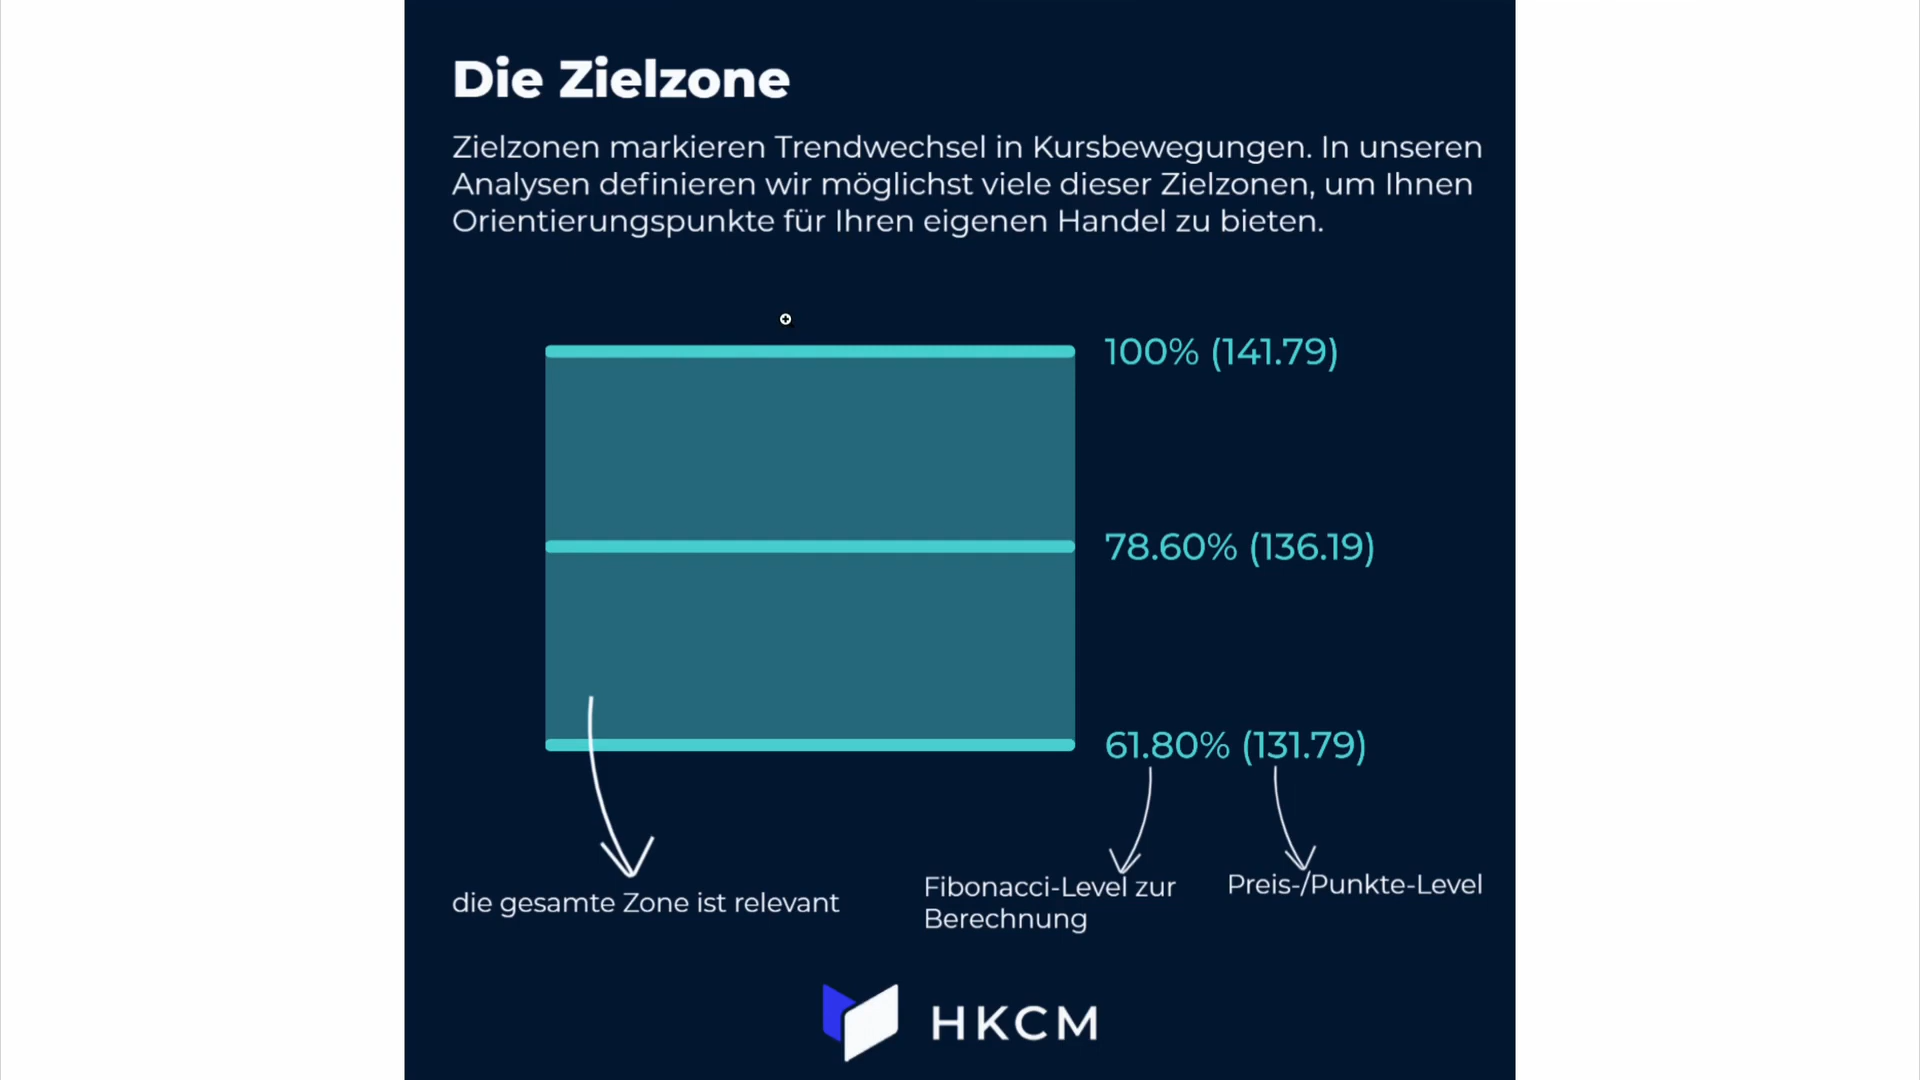 Die Zielzone
Zielzonen markieren Trendwechsel in Kursbewegungen. In unseren
Analysen definieren wir möglichst viele dieser Zielzonen, um Ihnen
Orientierungspunkte für Ihren eigenen Handel zu bieten.
100% (141.79)
78.60% (136.19)
61.80% (131.79)
die gesamte Zone ist relevant
Fibonacci-Level zur
Berechnung
Preis-/Punkte-Level
HKCM